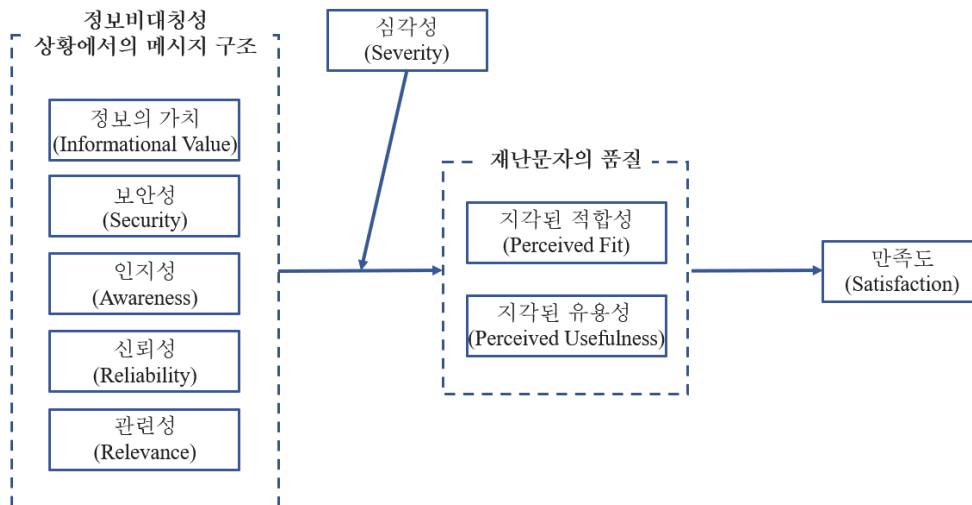 정보비대칭성
상황에서의 메시지 구조
정보의 가치
(Informational Value)
보안성
(Security)
인지성
(Awareness)
신뢰성
(Reliability)
관련성
(Relevance)
심각성
(Severity)
재난문자의 품질
지각된 적합성
(Perceived Fit)
지각된 유용성
(Perceived Usefulness)
만족도
(Satisfaction)